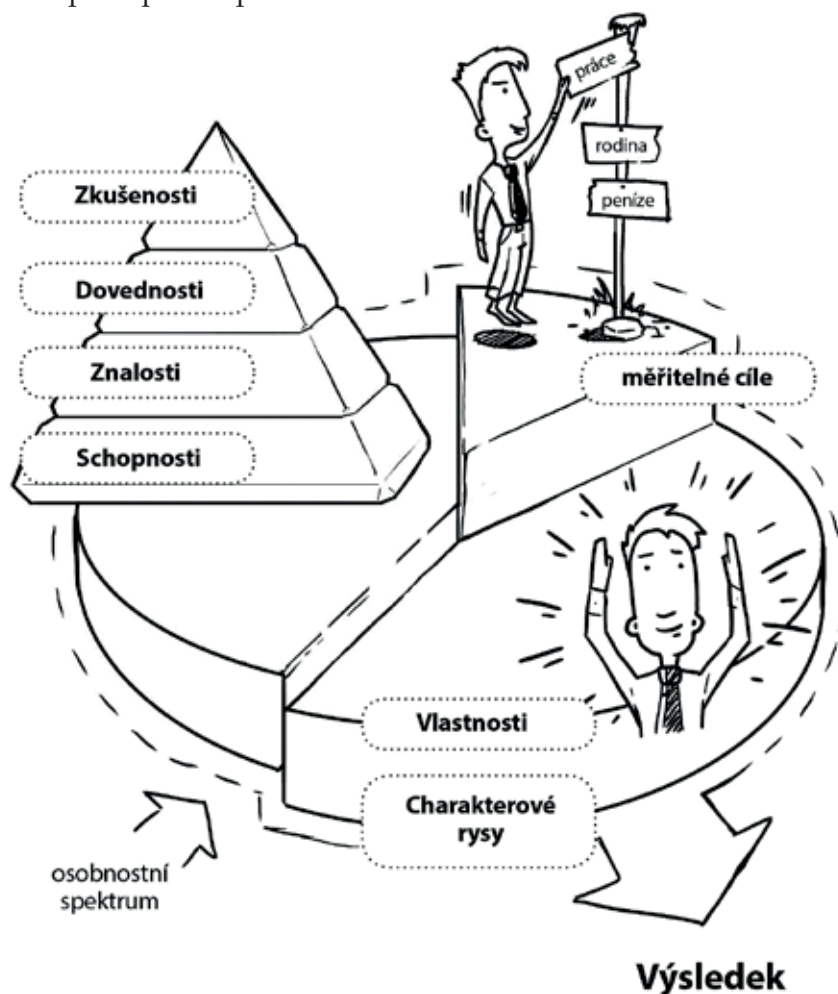 práce
rodina
peníze
Zkušenosti
Dovednosti
Znalosti
Schopnosti
měřitelné cíle
Vlastnosti
Charakterové
rysy
osobnostní
spektrum
Výsledek